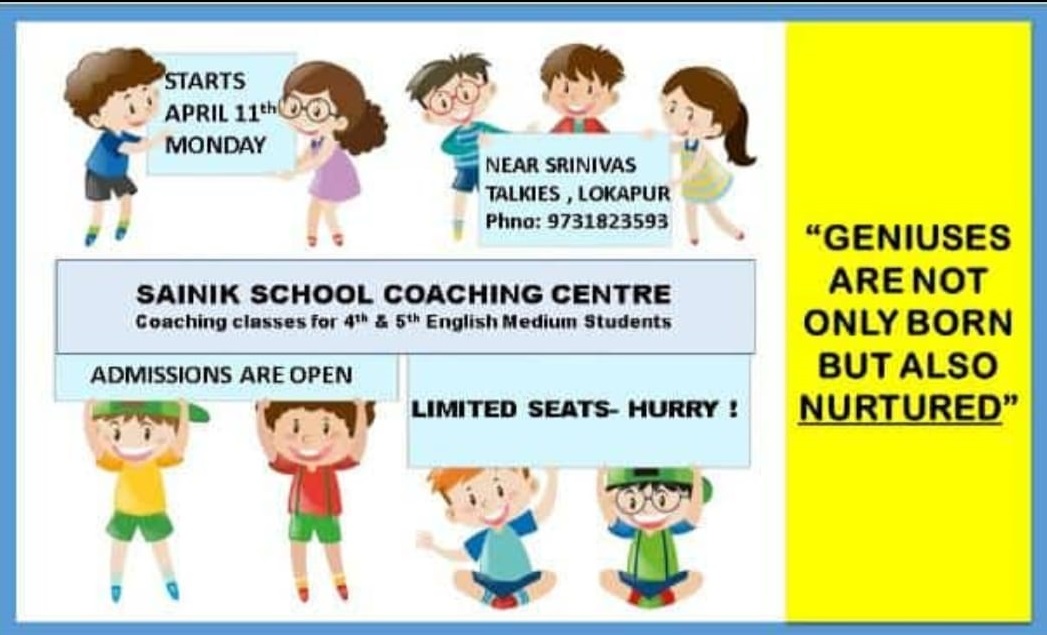 STARTS
APRIL 11th
MONDAY
NEAR SRINIVAS
TALKIES , LOKAPUR
Phno: 9731823593
SAINIK SCHOOL COACHING CENTRE
Coaching classes for 4th & 5th English Medium Students
ADMISSIONS ARE OPEN
LIMITED SEATS- HURRY !
“GENIUSES
ARE NOT
ONLY BORN
BUT ALSO
NURTURED”